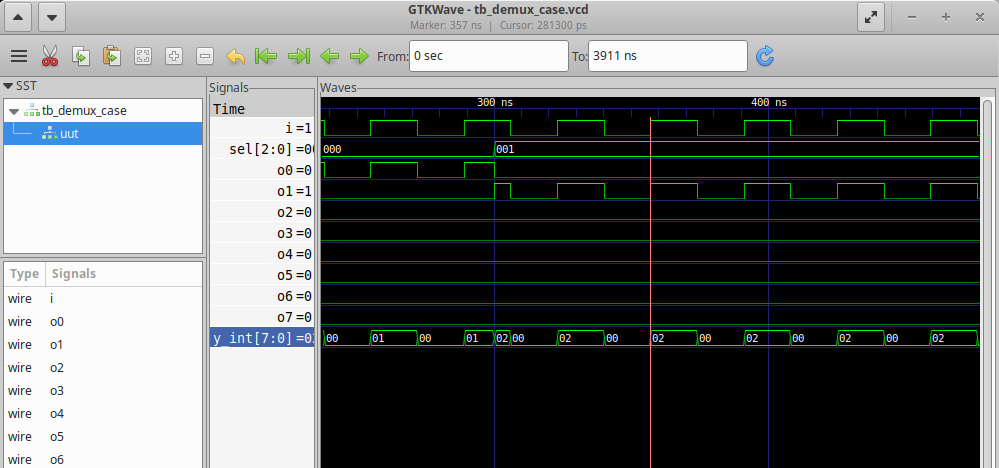 GTKWave - tb_demux_case.vcd
Marker: 357 ns | Cursor: 281300 ps
From: 0 sec To: 3911 ns
SST
tb_demux_case
uut
Type Signals
wire i
wire o0
wire o1
wire o2
wire o3
wire o4
wire o5
wire o6
Signals
Time
i=1
sel[2:0]=00
o0=0
o1=1
o2=0
o3=0
o4=0
o5=0
o6=0
o7=0
y_int[7:0]=02
Waves
300 ns 400 ns
000 001
00 01 00 01 02 00 02 00 02 00 02 00 02 00 02